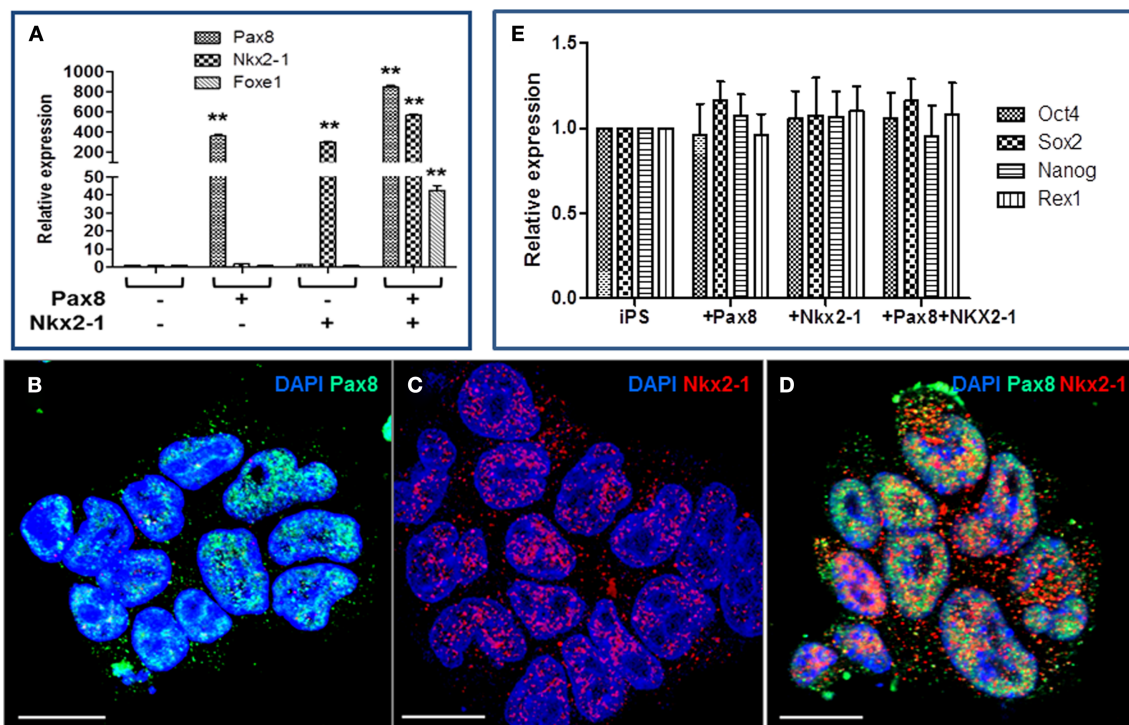 A
Pax8
Nkx2-1
Foxe1
Relative expression
1000
800
600
400
200
50
40
30
20
10
0
** ** ** ** **
Pax8 - + - +
Nkx2-1 - - + +
E
Relative expression
1.5
1.0
0.5
0.0
Oct4
Sox2
Nanog
Rex1
iPS +Pax8 +Nkx2-1 +Pax8+NKX2-1
B DAPI Pax8
C DAPI Nkx2-1
D DAPI Pax8 Nkx2-1